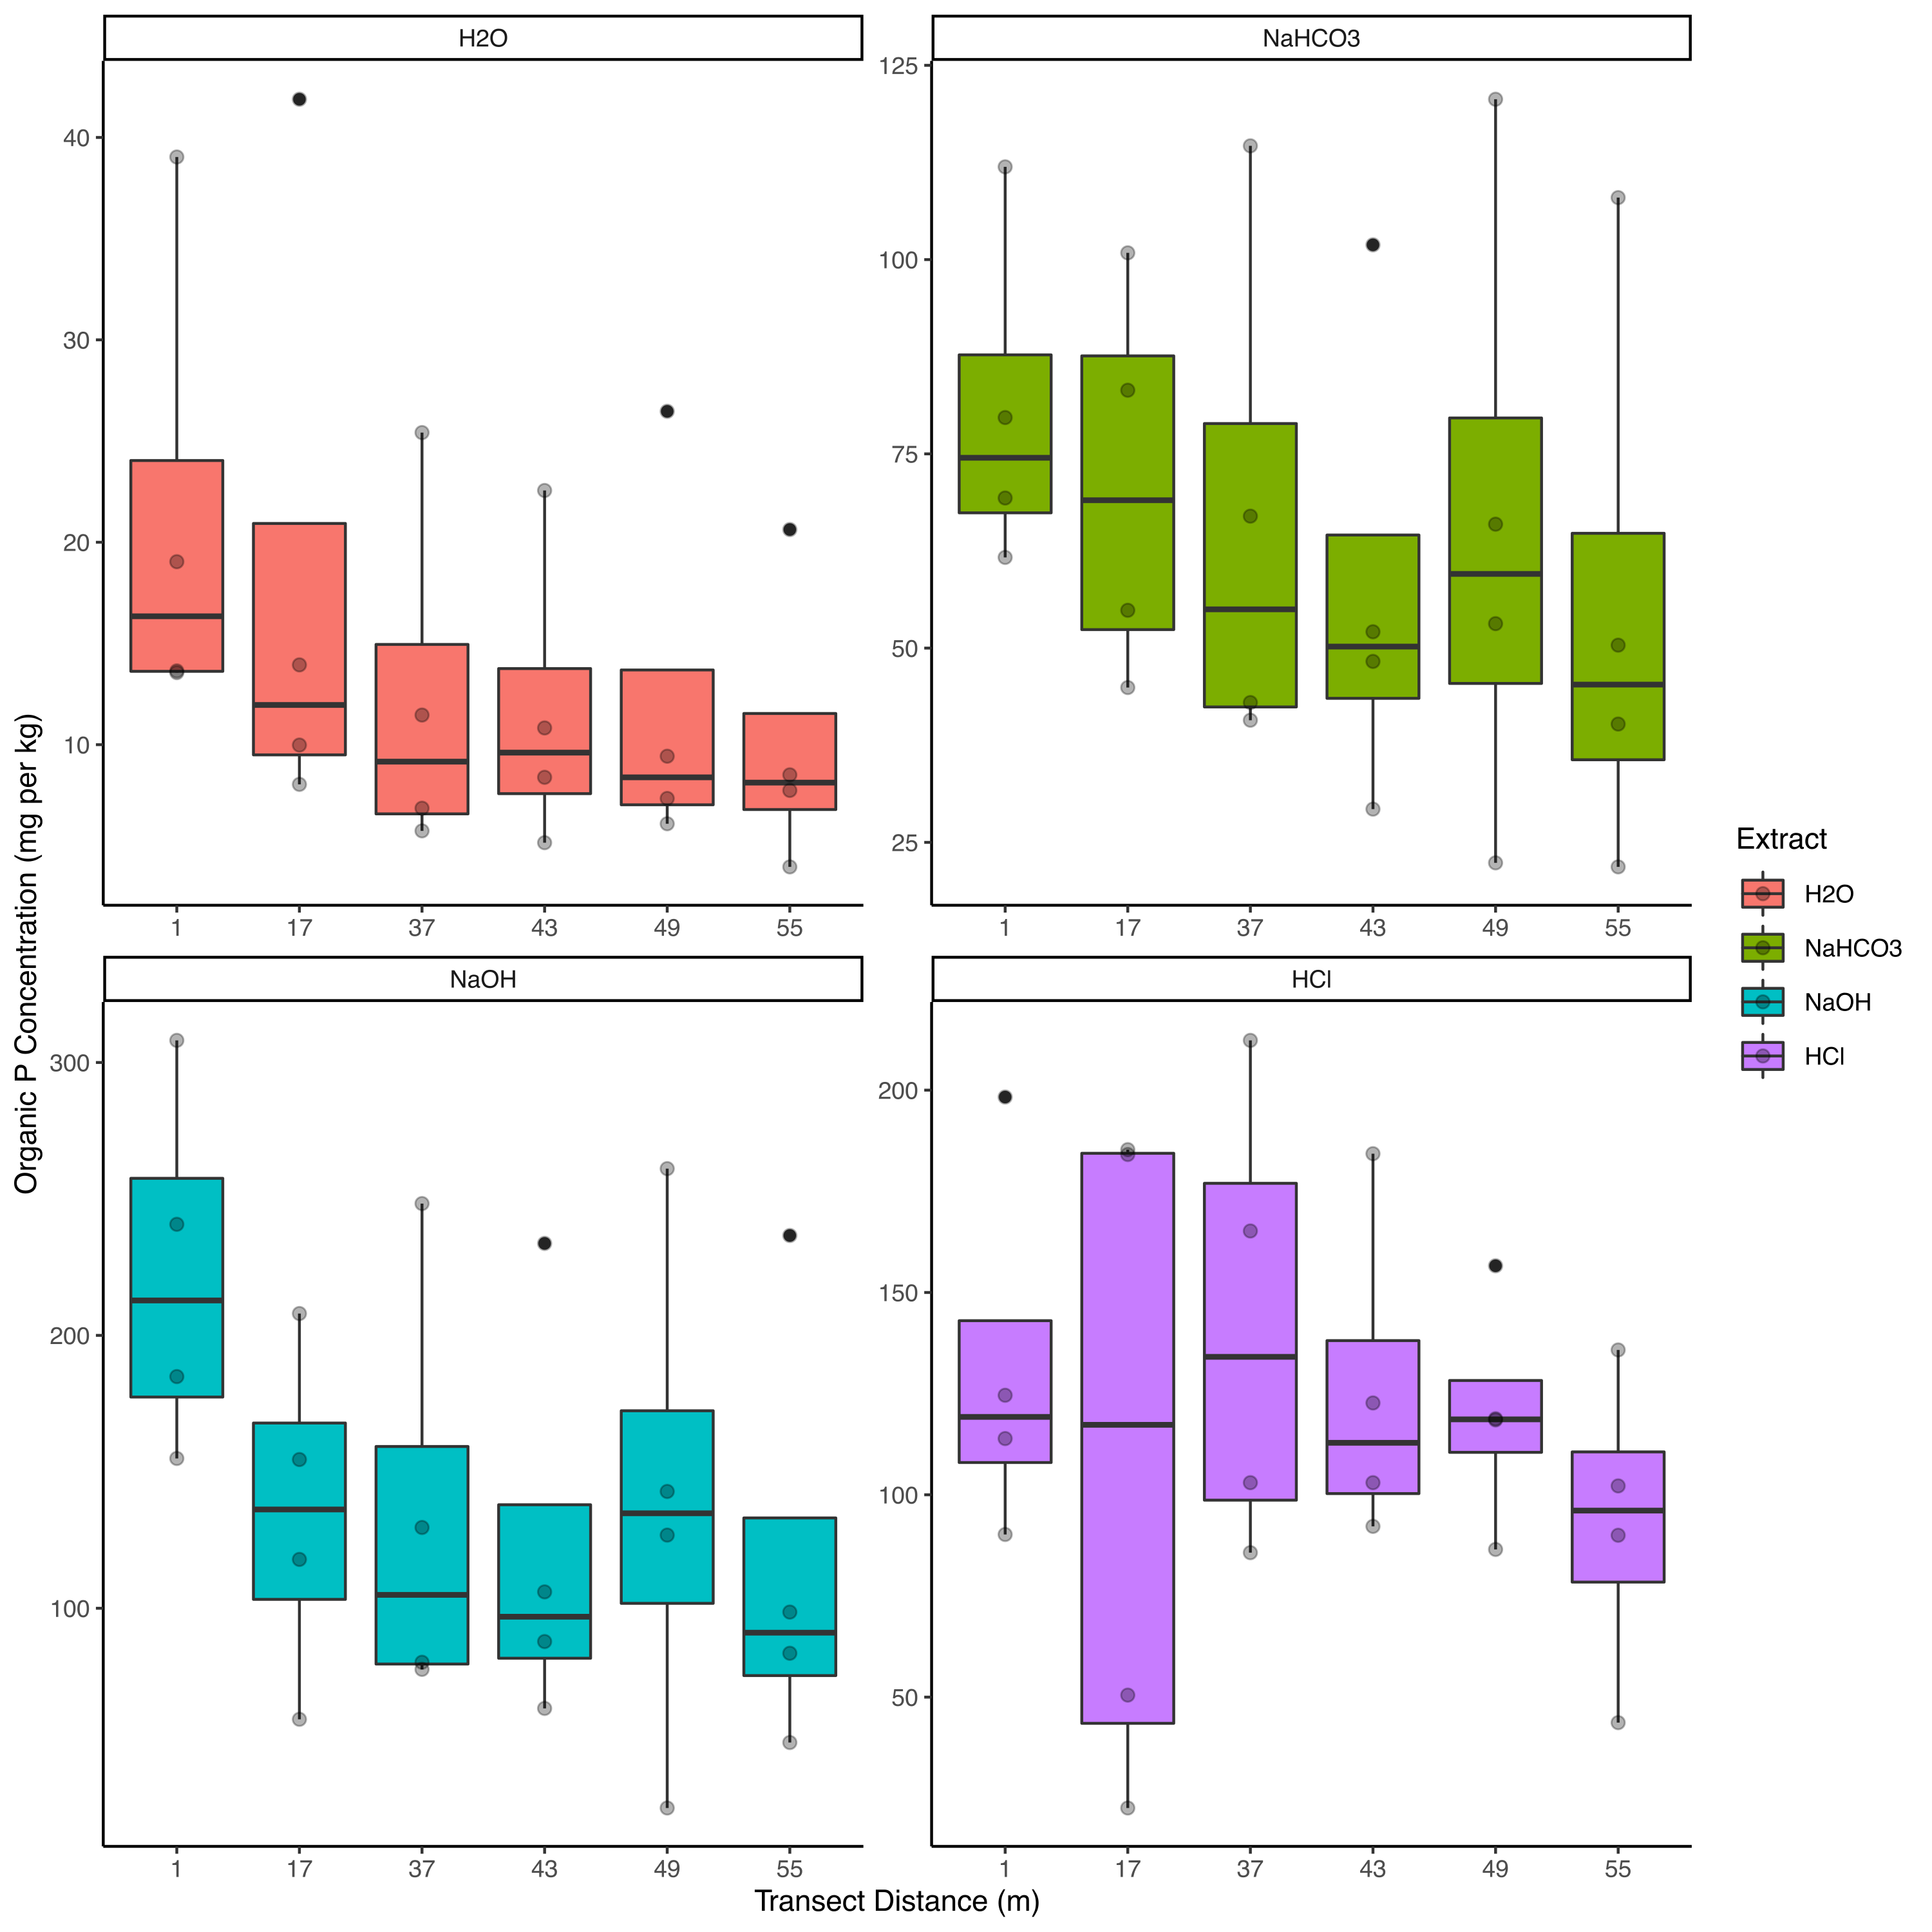 H2O
NaHCO3
40
30
20
10
125
100
75
50
25
1 17 37 43 49 55
1 17 37 43 49 55
NaOH
HCl
300
200
100
200
150
100
50
1 17 37 43 49 55
1 17 37 43 49 55
Organic P Concentration (mg per kg)
Transect Distance (m)
Extract
H2O
NaHCO3
NaOH
HCl